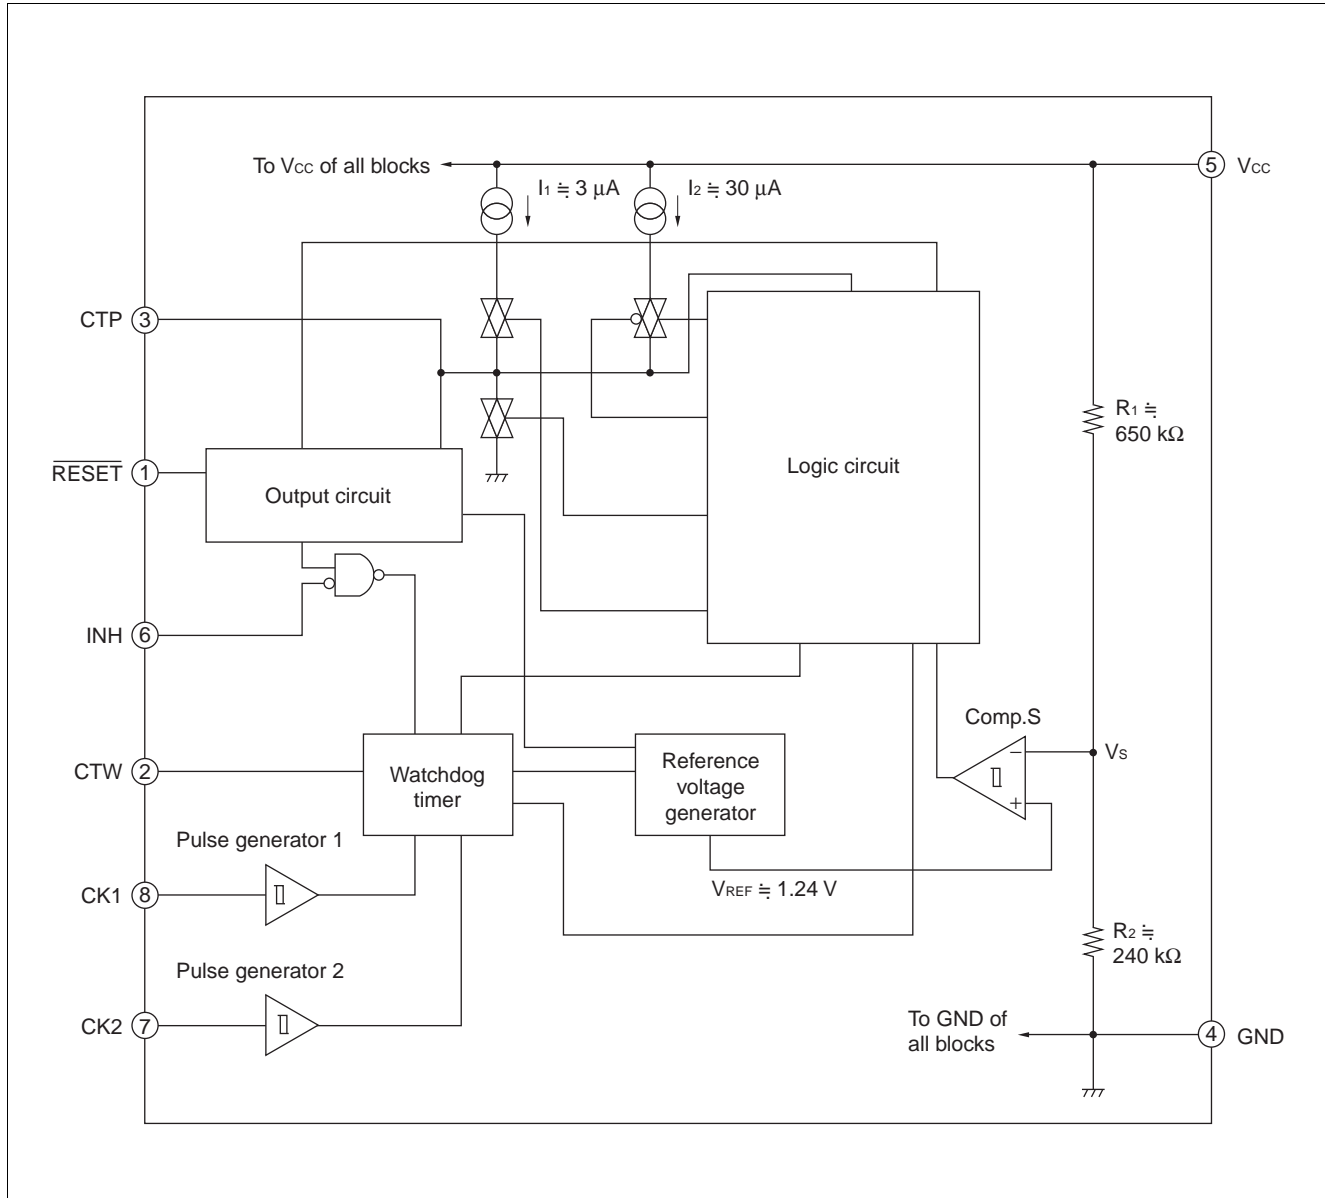 To VCC of all blocks
I1 ≒ 3 μA
I2 ≒ 30 μA
5
VCC
CTP
3
R1 ≒
650 kΩ
RESET
1
Output circuit
Logic circuit
INH
6
Comp.S
VS
−
+
CTW
2
Watchdog
timer
Reference
voltage
generator
Pulse generator 1
CK1
8
VREF ≒ 1.24 V
R2 ≒
240 kΩ
Pulse generator 2
CK2
7
To GND of
all blocks
4
GND